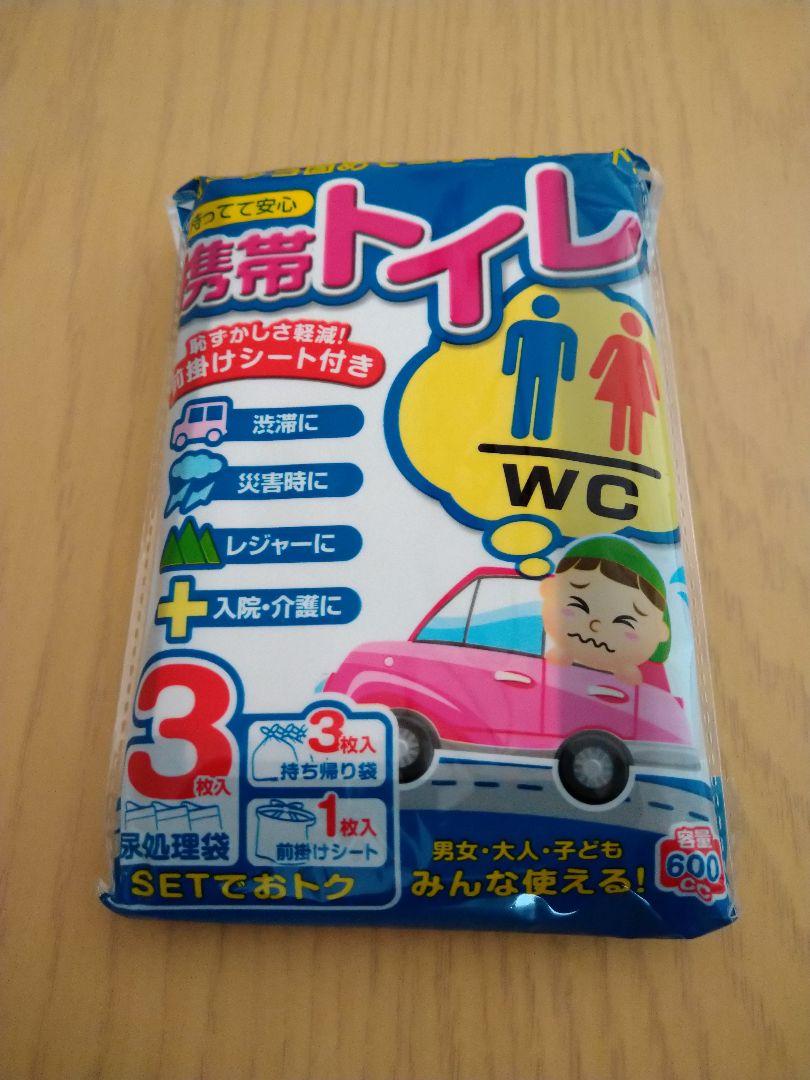 持ってて安心
携帯トイレ
恥ずかしさ軽減!
前掛けシート付き
渋滞に
災害時に
レジャーに
入院・介護に
WC
3
枚入
尿処理袋
3枚入
持ち帰り袋
1枚入
前掛けシート
SETでおトク
男女・大人・子ども
みんな使える!
容量
600
cc